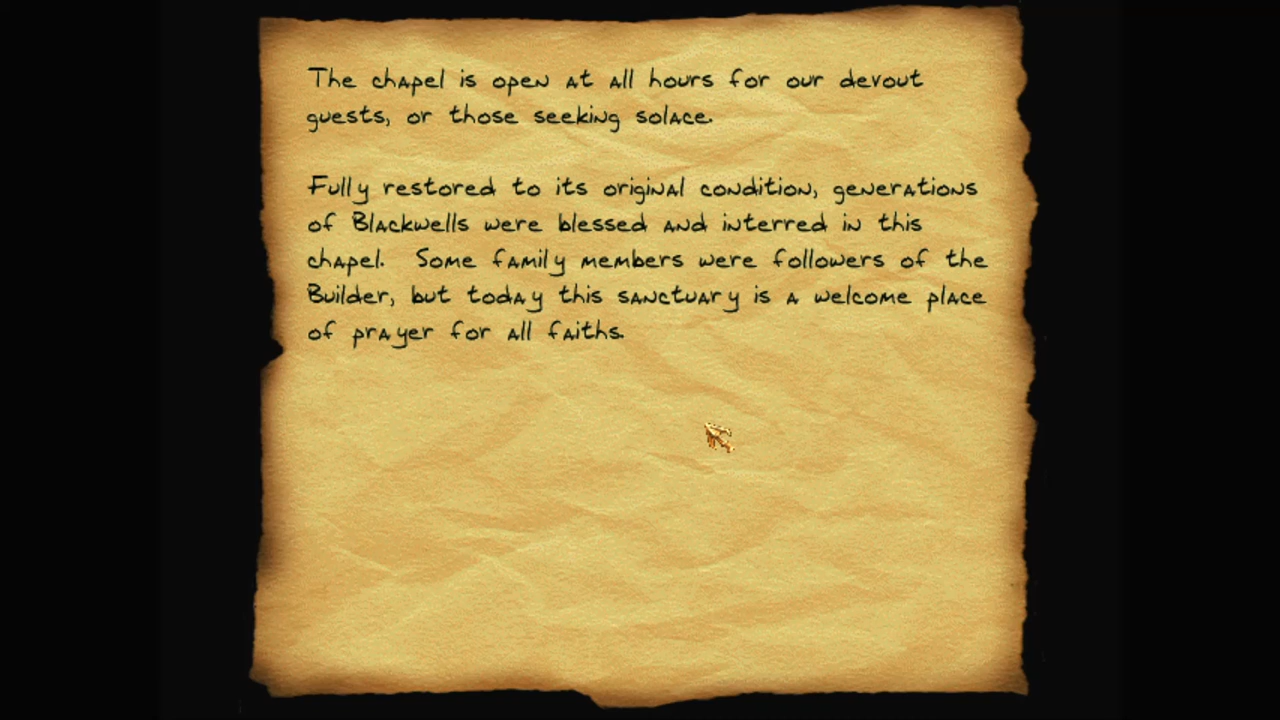 The chapel is open at all hours for our devout
guests, or those seeking solace.
Fully restored to its original condition, generations
of Blackwells were blessed and interred in this
chapel.  Some family members were followers of the
Builder, but today this sanctuary is a welcome place
of prayer for all faiths.